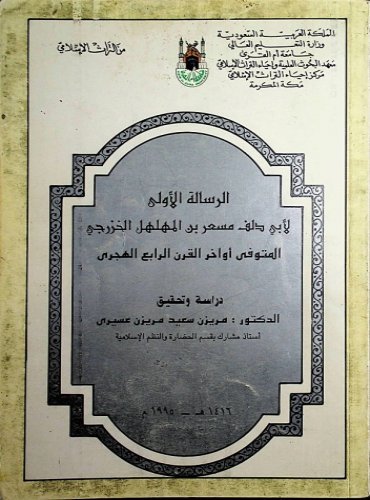 المملكة العربية السعودية
وزارة التعليم العالي
جامعة أم القرى
معهد البحوث العلمية وإحياء التراث الإسلامي
مركز إحياء التراث الإسلامي
مكة المكرمة
من التراث الإسلامي
الرسالة الأولى
لأبي دلف مسعر بن المهلهل الخزرجي
المتوفى أواخر القرن الرابع الهجرى
دراسة وتحقيق
الدكتور : مريزن سعيد مريزن عسيرى
أستاذ مشارك بقسم الحضارة والنظم الإسلامية
١٤١٦ هـ - ١٩٩٥ م